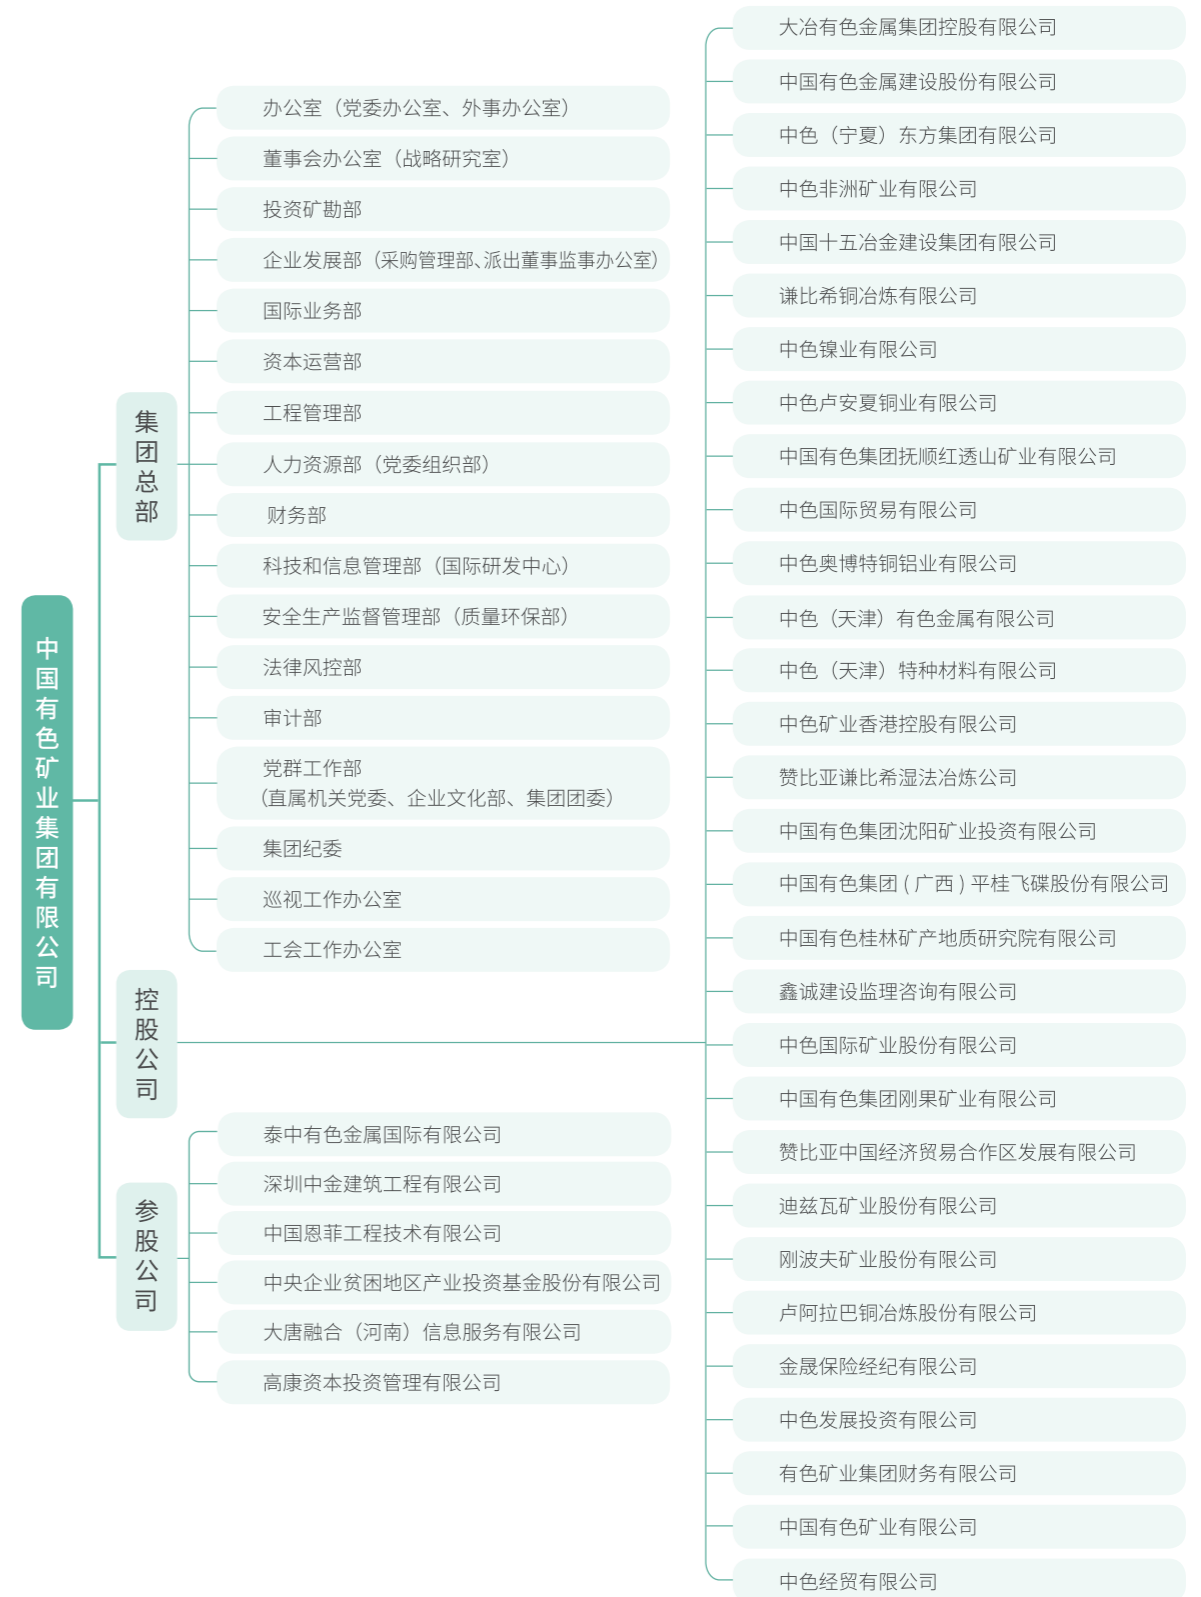 中国有色矿业集团有限公司
集团总部
办公室（党委办公室、外事办公室）
董事会办公室（战略研究室）
投资矿勘部
企业发展部（采购管理部、派出董事监事办公室）
国际业务部
资本运营部
工程管理部
人力资源部（党委组织部）
财务部
科技和信息管理部（国际研发中心）
安全生产监督管理部（质量环保部）
法律风控部
审计部
党群工作部
（直属机关党委、企业文化部、集团团委）
集团纪委
巡视工作办公室
工会工作办公室
控股公司
大冶有色金属集团控股有限公司
中国有色金属建设股份有限公司
中色（宁夏）东方集团有限公司
中色非洲矿业有限公司
中国十五冶金建设集团有限公司
谦比希铜冶炼有限公司
中色镍业有限公司
中色卢安夏铜业有限公司
中国有色集团抚顺红透山矿业有限公司
中色国际贸易有限公司
中色奥博特铜铝业有限公司
中色（天津）有色金属有限公司
中色（天津）特种材料有限公司
中色矿业香港控股有限公司
赞比亚谦比希湿法冶炼公司
中国有色集团沈阳矿业投资有限公司
中国有色集团 ( 广西 ) 平桂飞碟股份有限公司
中国有色桂林矿产地质研究院有限公司
鑫诚建设监理咨询有限公司
中色国际矿业股份有限公司
中国有色集团刚果矿业有限公司
赞比亚中国经济贸易合作区发展有限公司
迪兹瓦矿业股份有限公司
刚波夫矿业股份有限公司
卢阿拉巴铜冶炼股份有限公司
金晟保险经纪有限公司
中色发展投资有限公司
有色矿业集团财务有限公司
中国有色矿业有限公司
中色经贸有限公司
参股公司
泰中有色金属国际有限公司
深圳中金建筑工程有限公司
中国恩菲工程技术有限公司
中央企业贫困地区产业投资基金股份有限公司
大唐融合（河南）信息服务有限公司
高康资本投资管理有限公司